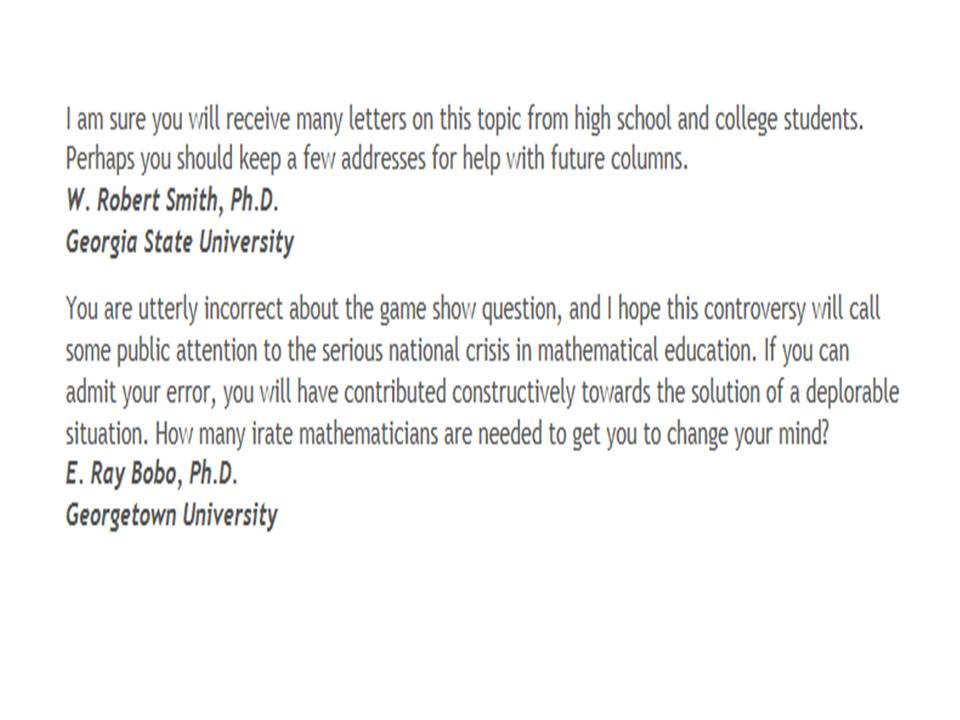 I am sure you will receive many letters on this topic from high school and college students.
Perhaps you should keep a few addresses for help with future columns.
W. Robert Smith, Ph.D.
Georgia State University
You are utterly incorrect about the game show question, and I hope this controversy will call
some public attention to the serious national crisis in mathematical education. If you can
admit your error, you will have contributed constructively towards the solution of a deplorable
situation. How many irate mathematicians are needed to get you to change your mind?
E. Ray Bobo, Ph.D.
Georgetown University